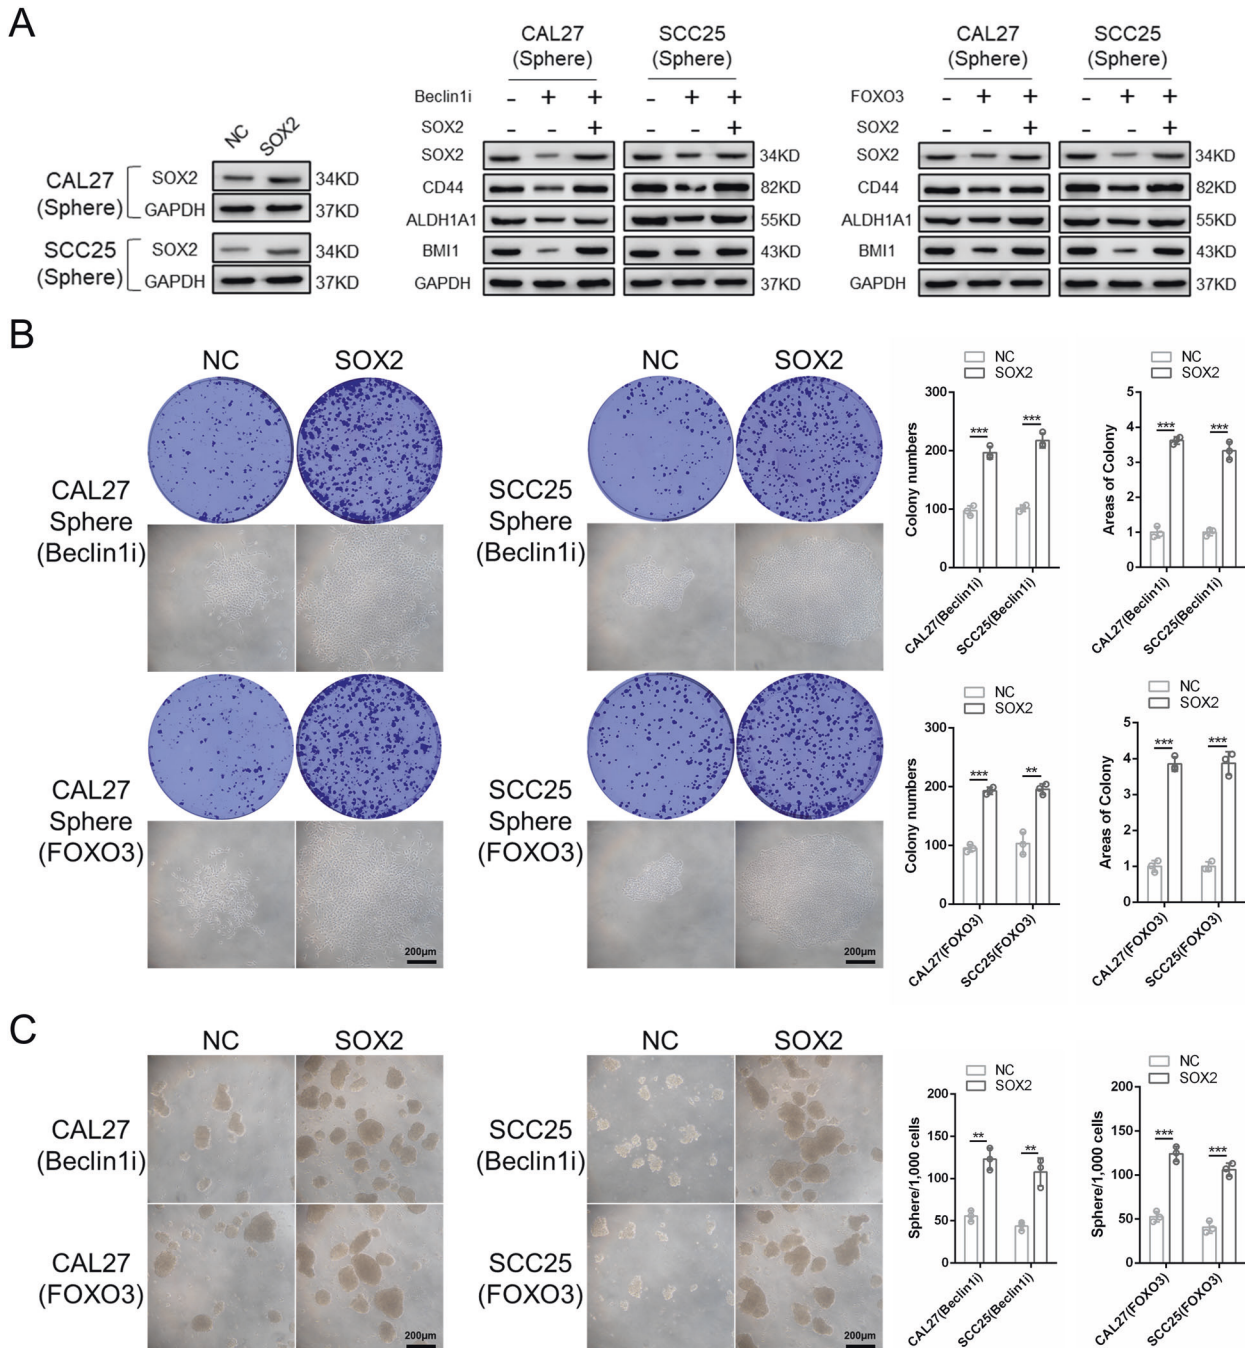 A
NC SOX2
CAL27 (Sphere)
SOX2 34KD
GAPDH 37KD
SCC25 (Sphere)
SOX2 34KD
GAPDH 37KD
CAL27 (Sphere) SCC25 (Sphere)
Beclin1i - + + - + +
SOX2 - - + - - +
SOX2 34KD
CD44 82KD
ALDH1A1 55KD
BMI1 43KD
GAPDH 37KD
CAL27 (Sphere) SCC25 (Sphere)
FOXO3 - + + - + +
SOX2 - - + - - +
SOX2 34KD
CD44 82KD
ALDH1A1 55KD
BMI1 43KD
GAPDH 37KD
B
NC SOX2
CAL27
Sphere
(Beclin1i)
CAL27
Sphere
(FOXO3)
200μm
NC SOX2
SCC25
Sphere
(Beclin1i)
SCC25
Sphere
(FOXO3)
200μm
NC
SOX2
Colony numbers
300
200
100
0
*** ***
CAL27(Beclin1i)
SCC25(Beclin1i)
NC
SOX2
Areas of Colony
5
4
3
2
1
0
*** ***
CAL27(Beclin1i)
SCC25(Beclin1i)
NC
SOX2
Colony numbers
300
200
100
0
*** **
CAL27(FOXO3)
SCC25(FOXO3)
NC
SOX2
Areas of Colony
5
4
3
2
1
0
*** ***
CAL27(FOXO3)
SCC25(FOXO3)
C
NC SOX2
CAL27
(Beclin1i)
CAL27
(FOXO3)
200μm
NC SOX2
SCC25
(Beclin1i)
SCC25
(FOXO3)
200μm
NC
SOX2
Sphere/1,000 cells
200
150
100
50
0
** **
CAL27(Beclin1i)
SCC25(Beclin1i)
NC
SOX2
Sphere/1,000 cells
200
150
100
50
0
*** ***
CAL27(FOXO3)
SCC25(FOXO3)